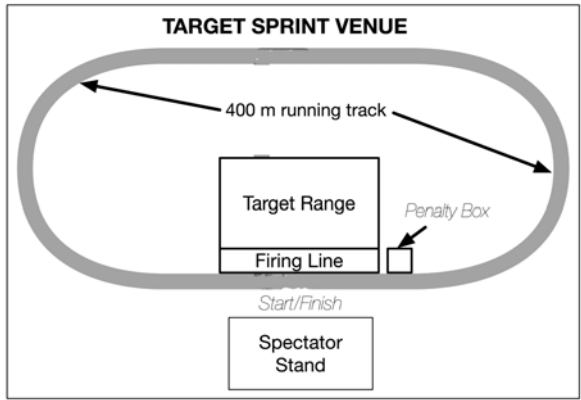 TARGET SPRINT VENUE
400 m running track
Target Range
Penalty Box
Firing Line
Start/Finish
Spectator
Stand